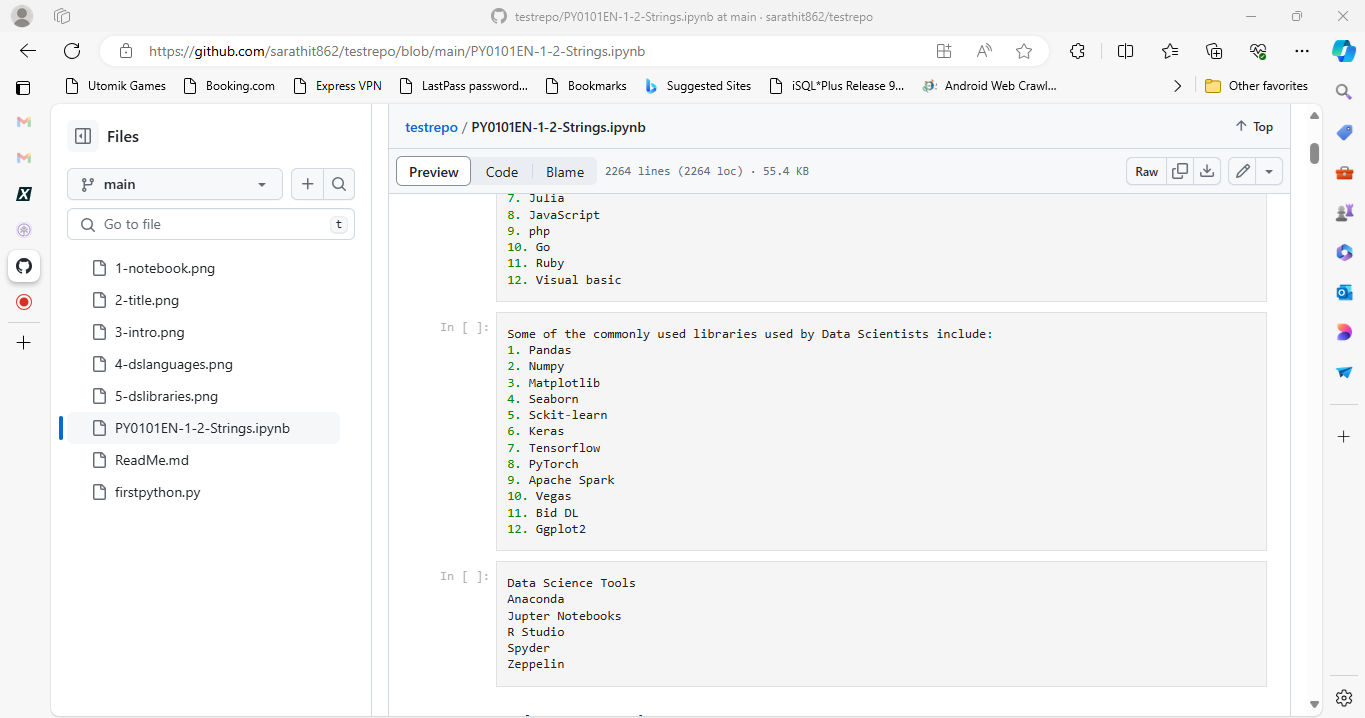 testrepo/PY0101EN-1-2-Strings.ipynb at main · sarathit862/testrepo
https://github.com/sarathit862/testrepo/blob/main/PY0101EN-1-2-Strings.ipynb
Utomik Games Booking.com Express VPN LastPass password... Bookmarks Suggested Sites iSQL*Plus Release 9... Android Web Crawl... Other favorites
Files
main
Go to file t
1-notebook.png
2-title.png
3-intro.png
4-dslanguages.png
5-dslibraries.png
PY0101EN-1-2-Strings.ipynb
ReadMe.md
firstpython.py
testrepo / PY0101EN-1-2-Strings.ipynb Top
Preview Code Blame 2264 lines (2264 loc) · 55.4 KB Raw
7. Julia
8. JavaScript
9. php
10. Go
11. Ruby
12. Visual basic
In [ ]:
Some of the commonly used libraries used by Data Scientists include:
1. Pandas
2. Numpy
3. Matplotlib
4. Seaborn
5. Sckit-learn
6. Keras
7. Tensorflow
8. PyTorch
9. Apache Spark
10. Vegas
11. Bid DL
12. Ggplot2
In [ ]:
Data Science Tools
Anaconda
Jupter Notebooks
R Studio
Spyder
Zeppelin